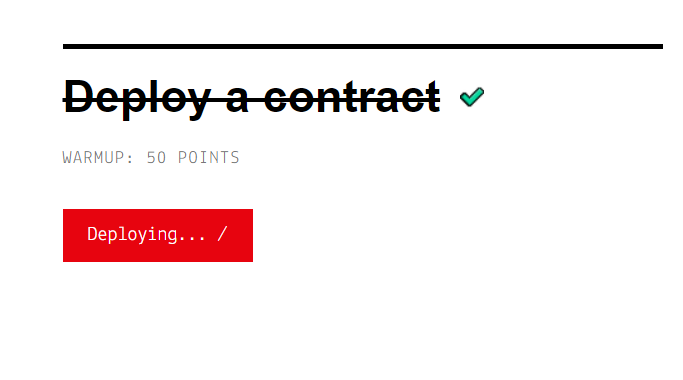 Deploy a contract
WARMUP: 50 POINTS
Deploying... /